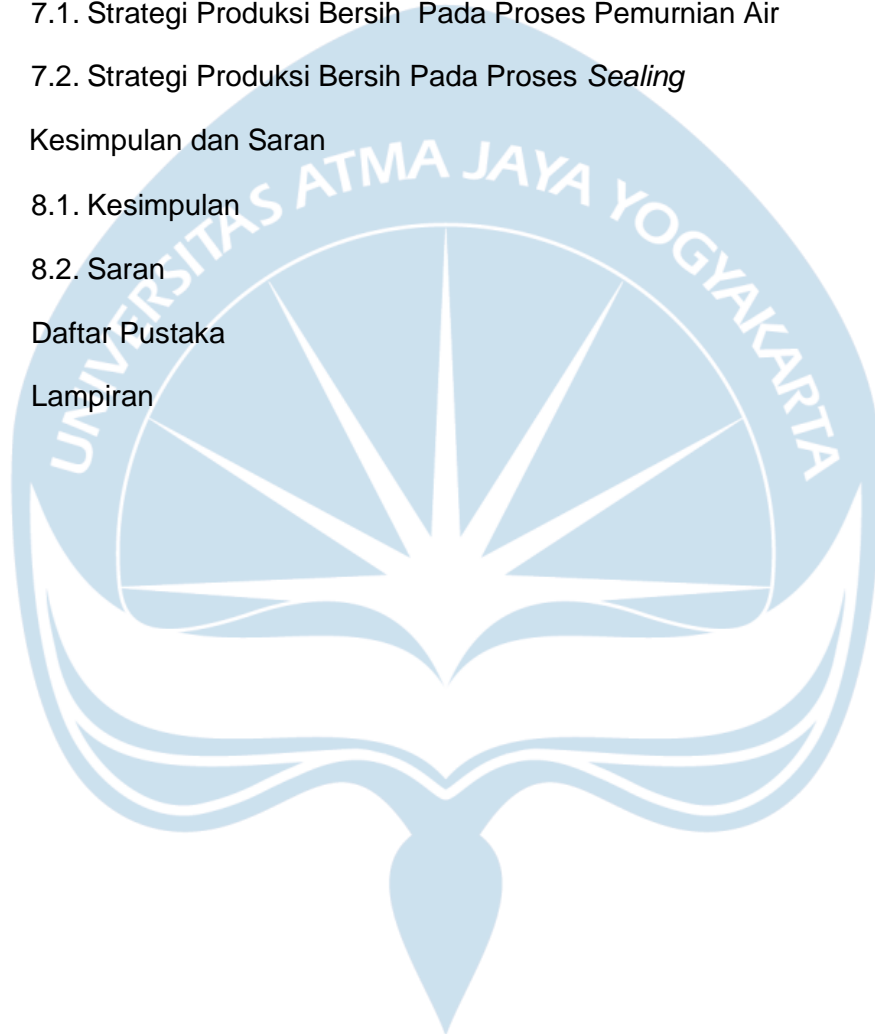 7.1. Strategi Produksi Bersih  Pada Proses Pemurnian Air
7.2. Strategi Produksi Bersih Pada Proses Sealing
Kesimpulan dan Saran
8.1. Kesimpulan
8.2. Saran
Daftar Pustaka
Lampiran
UNIVERSITAS ATMA JAYA YOGYAKARTA